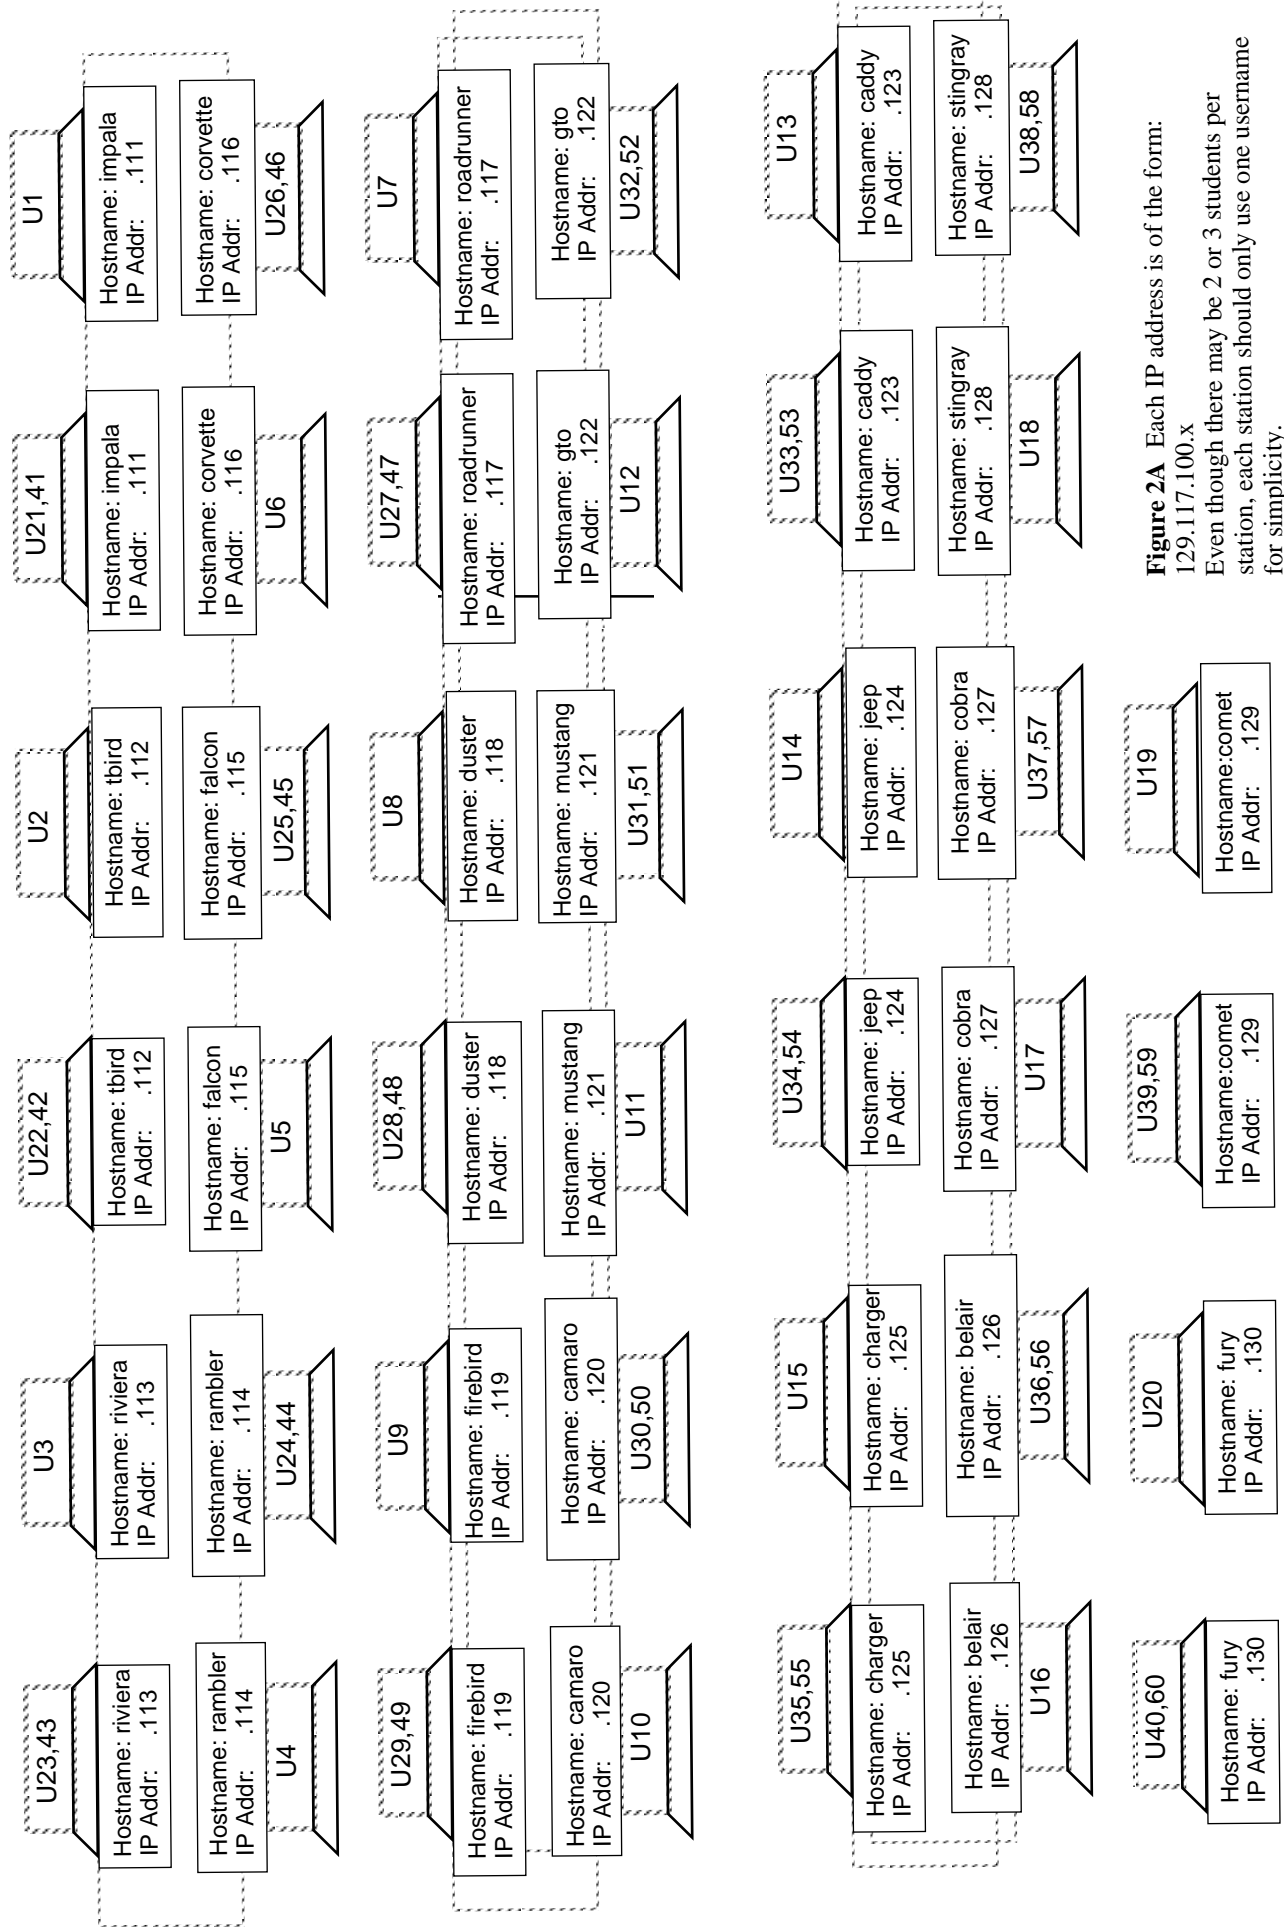 U23,43
Hostname: riviera
IP Addr: .113
U3
Hostname: riviera
IP Addr: .113
U22,42
Hostname: tbird
IP Addr: .112
U2
Hostname: tbird
IP Addr: .112
U21,41
Hostname: impala
IP Addr: .111
U1
Hostname: impala
IP Addr: .111
Hostname: rambler
IP Addr: .114
U4
Hostname: rambler
IP Addr: .114
U24,44
Hostname: falcon
IP Addr: .115
U5
Hostname: falcon
IP Addr: .115
U25,45
Hostname: corvette
IP Addr: .116
U6
Hostname: corvette
IP Addr: .116
U26,46
U29,49
Hostname: firebird
IP Addr: .119
U9
Hostname: firebird
IP Addr: .119
U28,48
Hostname: duster
IP Addr: .118
U8
Hostname: duster
IP Addr: .118
U27,47
Hostname: roadrunner
IP Addr: .117
U7
Hostname: roadrunner
IP Addr: .117
Hostname: camaro
IP Addr: .120
U10
Hostname: camaro
IP Addr: .120
U30,50
Hostname: mustang
IP Addr: .121
U11
Hostname: mustang
IP Addr: .121
U31,51
Hostname: gto
IP Addr: .122
U12
Hostname: gto
IP Addr: .122
U32,52
U35,55
Hostname: charger
IP Addr: .125
U15
Hostname: charger
IP Addr: .125
U34,54
Hostname: jeep
IP Addr: .124
U14
Hostname: jeep
IP Addr: .124
U33,53
Hostname: caddy
IP Addr: .123
U13
Hostname: caddy
IP Addr: .123
Hostname: belair
IP Addr: .126
U16
Hostname: belair
IP Addr: .126
U36,56
Hostname: cobra
IP Addr: .127
U17
Hostname: cobra
IP Addr: .127
U37,57
Hostname: stingray
IP Addr: .128
U18
Hostname: stingray
IP Addr: .128
U38,58
U40,60
Hostname: fury
IP Addr: .130
U20
Hostname: fury
IP Addr: .130
U39,59
Hostname:comet
IP Addr: .129
U19
Hostname:comet
IP Addr: .129
Figure 2A Each IP address is of the form:
129.117.100.x
Even though there may be 2 or 3 students per
station, each station should only use one username
for simplicity.